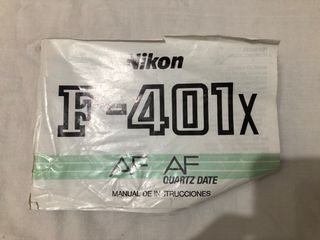 Nikon
F-401x
AF AF
QUARTZ DATE
MANUAL DE INSTRUCCIONES